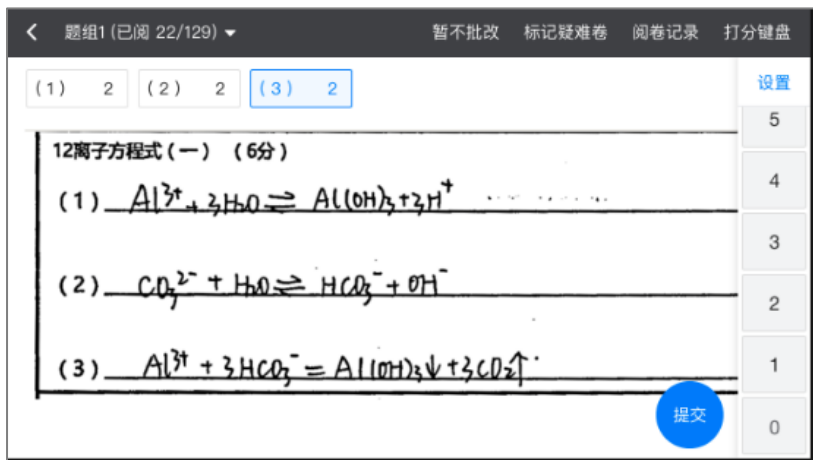 题组1 (已阅 22/129) 暂不批改 标记疑难卷 阅卷记录 打分键盘
(1) 2 (2) 2 (3) 2 设置
5
12离子方程式 (一) (6分)
4
(1) Al³⁺+3H₂O⇌ Al(OH)₃+3H⁺
3
(2) CO₃²⁻ + H₂O⇌ HCO₃⁻ + OH⁻
2
(3) Al³⁺ + 3HCO₃⁻ = Al(OH)₃↓+3CO₂↑
1
提交
0